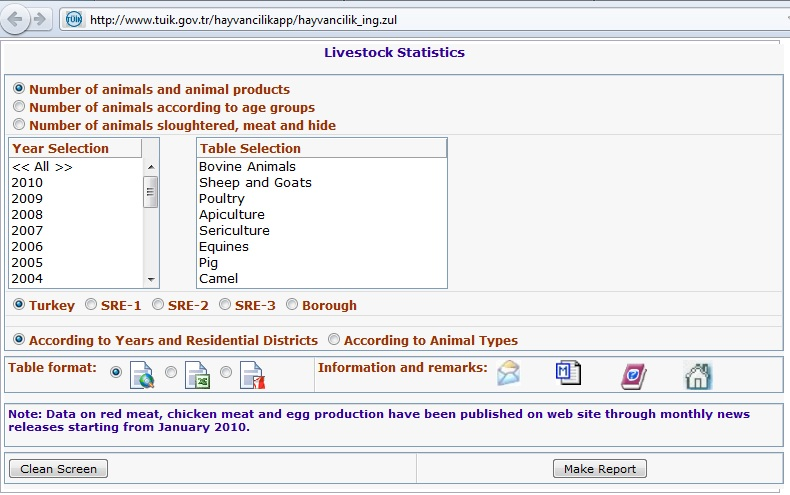 http://www.tuik.gov.tr/hayvancilikapp/hayvancilik_ing.zul
Livestock Statistics
Number of animals and animal products
Number of animals according to age groups
Number of animals sloughtered, meat and hide
Year Selection
<< All >>
2010
2009
2008
2007
2006
2005
2004
Table Selection
Bovine Animals
Sheep and Goats
Poultry
Apiculture
Sericulture
Equines
Pig
Camel
Turkey SRE-1 SRE-2 SRE-3 Borough
According to Years and Residential Districts According to Animal Types
Table format: Information and remarks:
Note: Data on red meat, chicken meat and egg production have been published on web site through monthly news
releases starting from January 2010.
Clean Screen Make Report